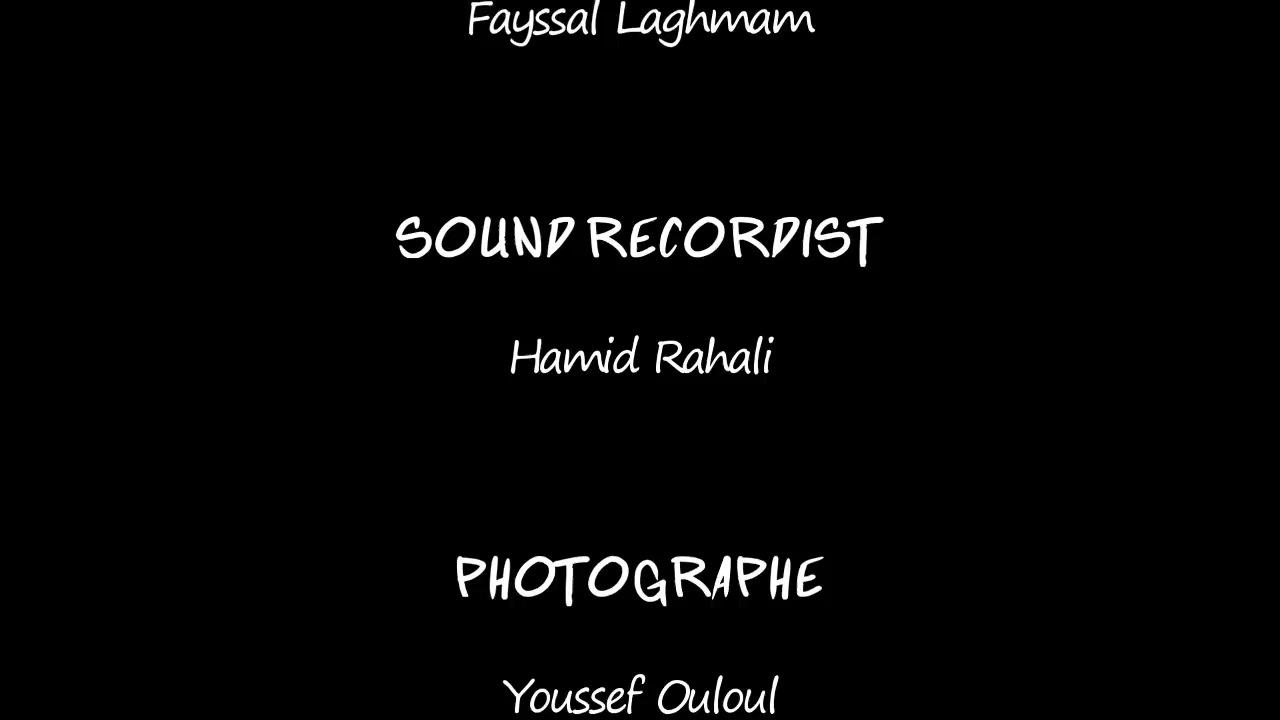 Fayssal Laghmam
SOUND RECORDIST
Hamid Rahali
PHOTOGRAPHE
Youssef Ouloul